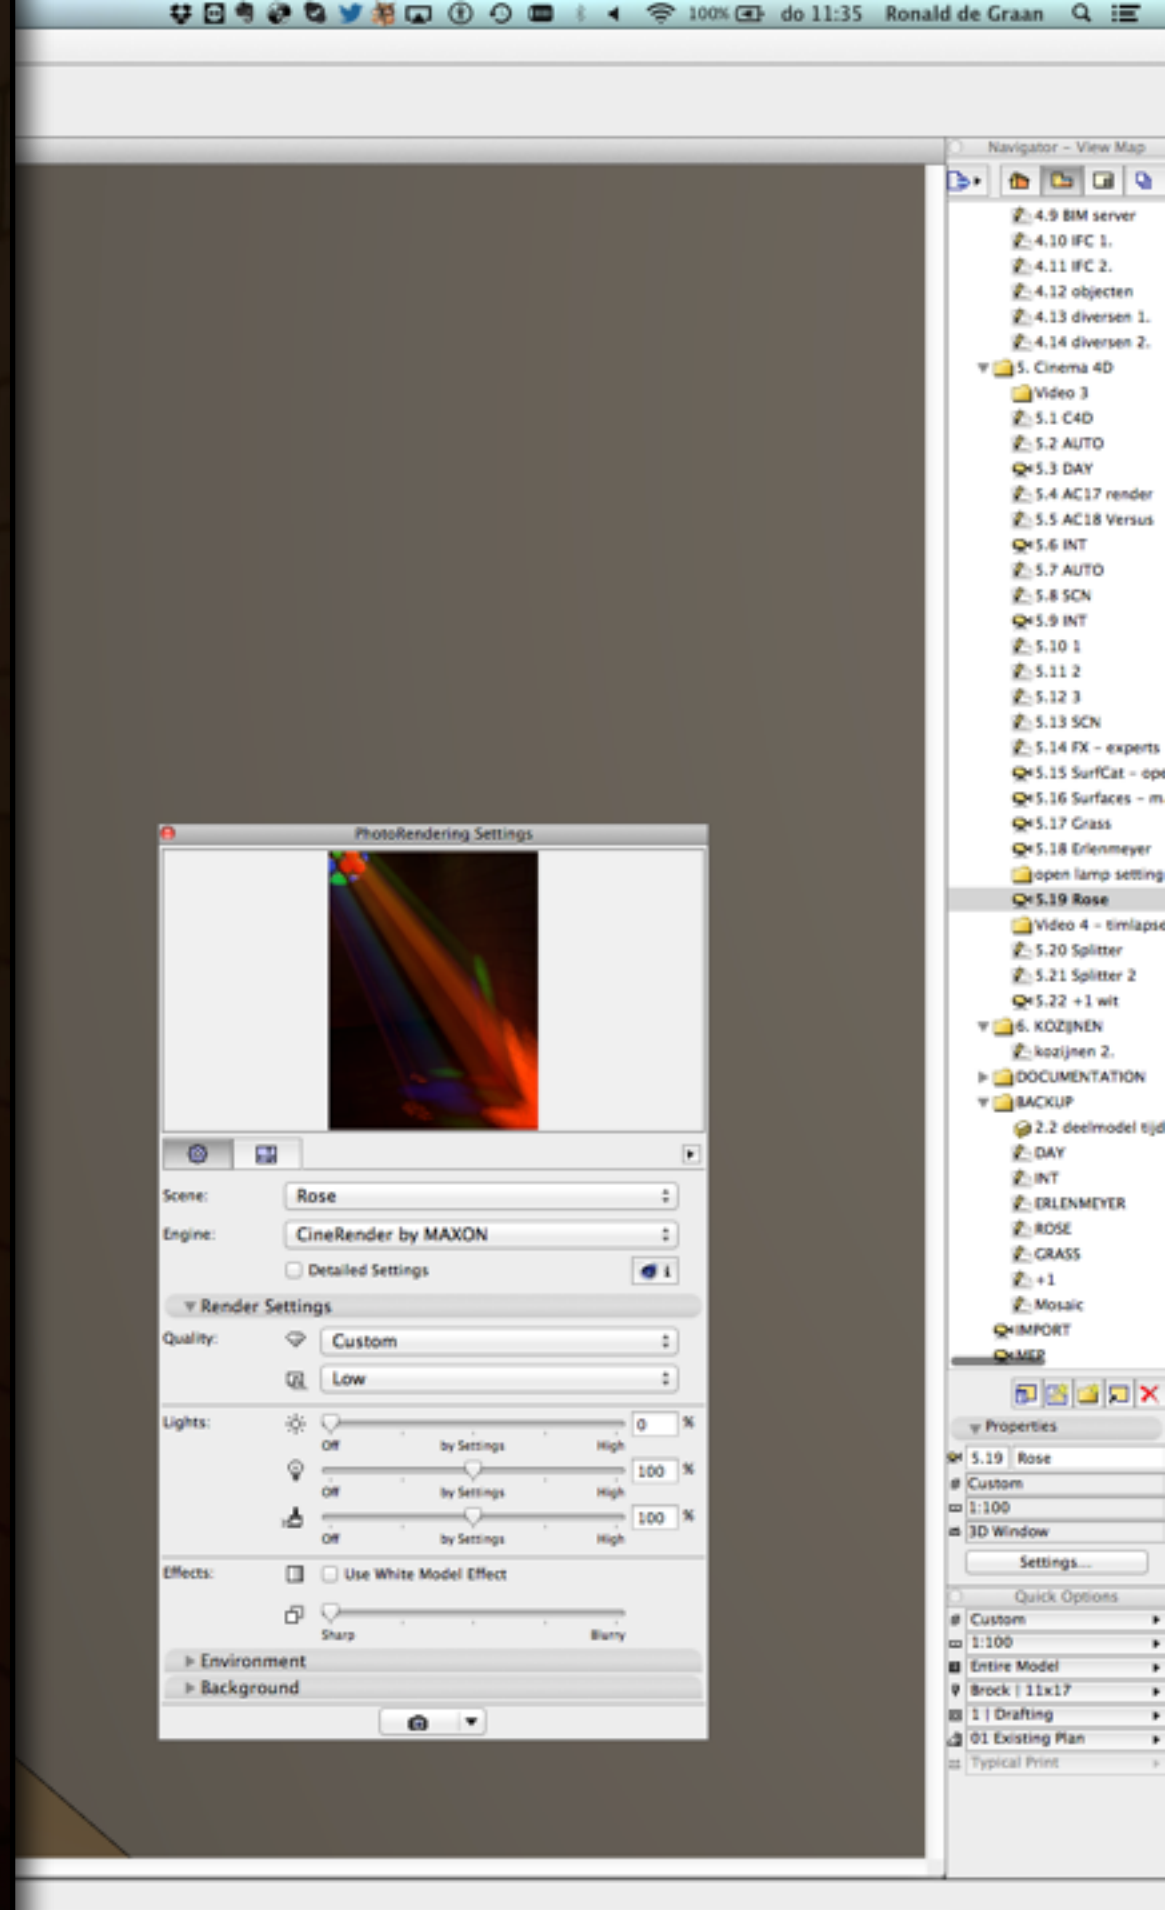 100% do 11:35 Ronald de Graan
Navigator - View Map
4.9 BIM server
4.10 IFC 1.
4.11 IFC 2.
4.12 objecten
4.13 diversen 1.
4.14 diversen 2.
5. Cinema 4D
Video 3
5.1 C4D
5.2 AUTO
5.3 DAY
5.4 AC17 render
5.5 AC18 Versus
5.6 INT
5.7 AUTO
5.8 SCN
5.9 INT
5.10 1
5.11 2
5.12 3
5.13 SCN
5.14 FX - experts
5.15 SurfCat - ope
5.16 Surfaces - m
5.17 Grass
5.18 Erlenmeyer
open lamp setting
5.19 Rose
Video 4 - timlapse
5.20 Splitter
5.21 Splitter 2
5.22 +1 wit
6. KOZIJNEN
kozijnen 2.
DOCUMENTATION
BACKUP
2.2 deelmodel tijd
DAY
INT
ERLENMEYER
ROSE
GRASS
+1
Mosaic
IMPORT
MEP
Properties
5.19 Rose
Custom
1:100
3D Window
Settings...
Quick Options
Custom
1:100
Entire Model
Brock | 11x17
1 | Drafting
01 Existing Plan
Typical Print
PhotoRendering Settings
Scene: Rose
Engine: CineRender by MAXON
Detailed Settings
Render Settings
Quality: Custom
Low
Lights: 0 %
Off by Settings High
100 %
Off by Settings High
100 %
Off by Settings High
Effects: Use White Model Effect
Sharp Blurry
Environment
Background